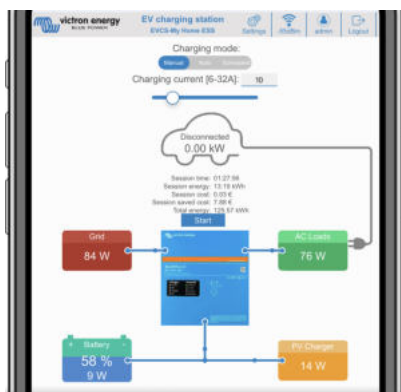 victron energy
BLUE POWER
EV charging station
EVCS-My Home ESS
Settings
admin
Logout
Charging mode:
Manual Auto Scheduled
Charging current [6-32A]: 10
Disconnected
0.00 kW
Session time: 01:27:56
Session energy: 13.19 kWh
Session cost: 0.03 €
Session saved cost: 7.88 €
Total energy: 125.57 kWh
Start
Grid
84 W
AC Loads
76 W
+ Battery -
58 %
9 W
PV Charger
14 W